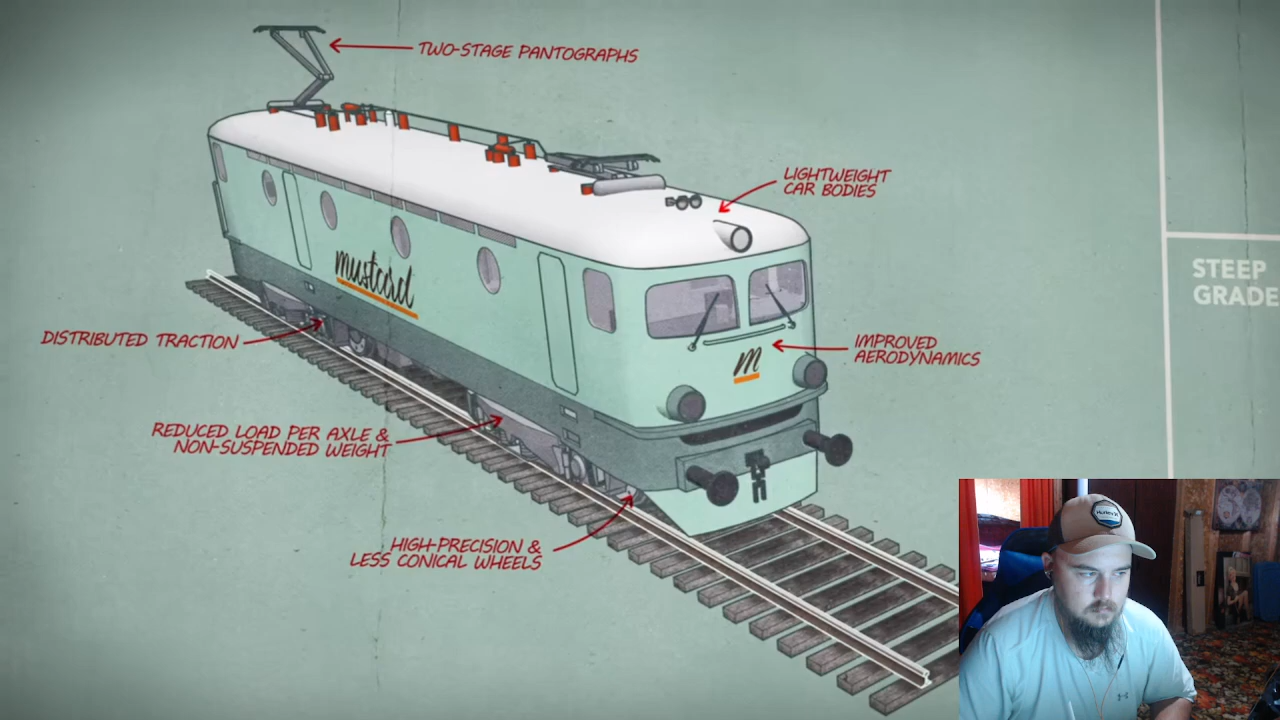 TWO-STAGE PANTOGRAPHS
LIGHTWEIGHT
CAR BODIES
STEEP
GRADE
mustard
DISTRIBUTED TRACTION
IMPROVED
AERODYNAMICS
m
REDUCED LOAD PER AXLE &
NON-SUSPENDED WEIGHT
HIGH-PRECISION &
LESS CONICAL WHEELS
Hurley